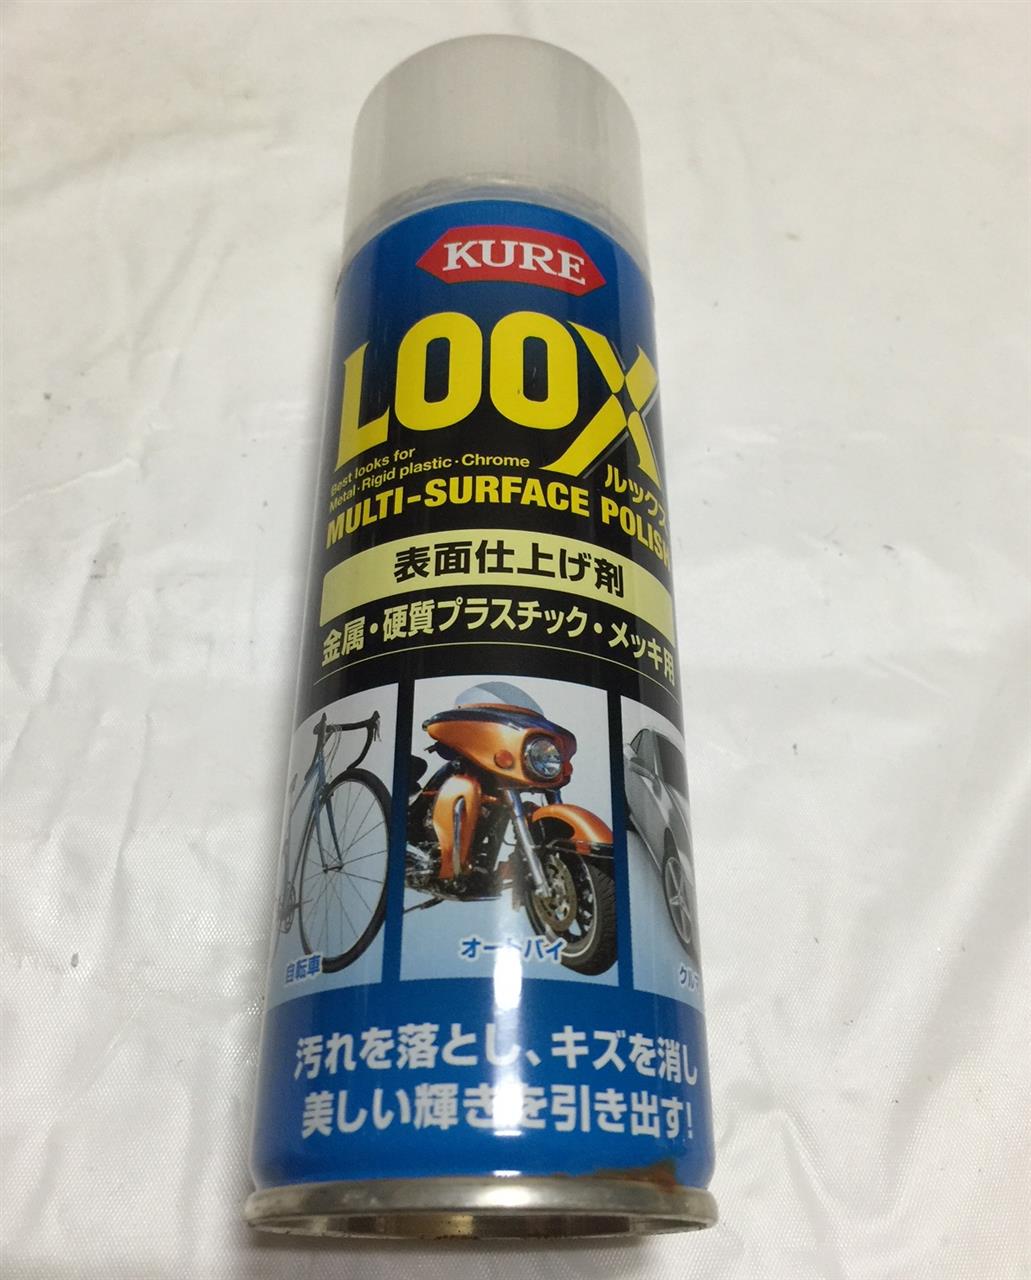 KURE
LOOX
ルックス
Best looks for
Metal·Rigid plastic·Chrome
MULTI-SURFACE POLISH
表面仕上げ剤
金属・硬質プラスチック・メッキ用
自転車
オートバイ
クルマ
汚れを落とし、キズを消し
美しい輝きを引き出す!